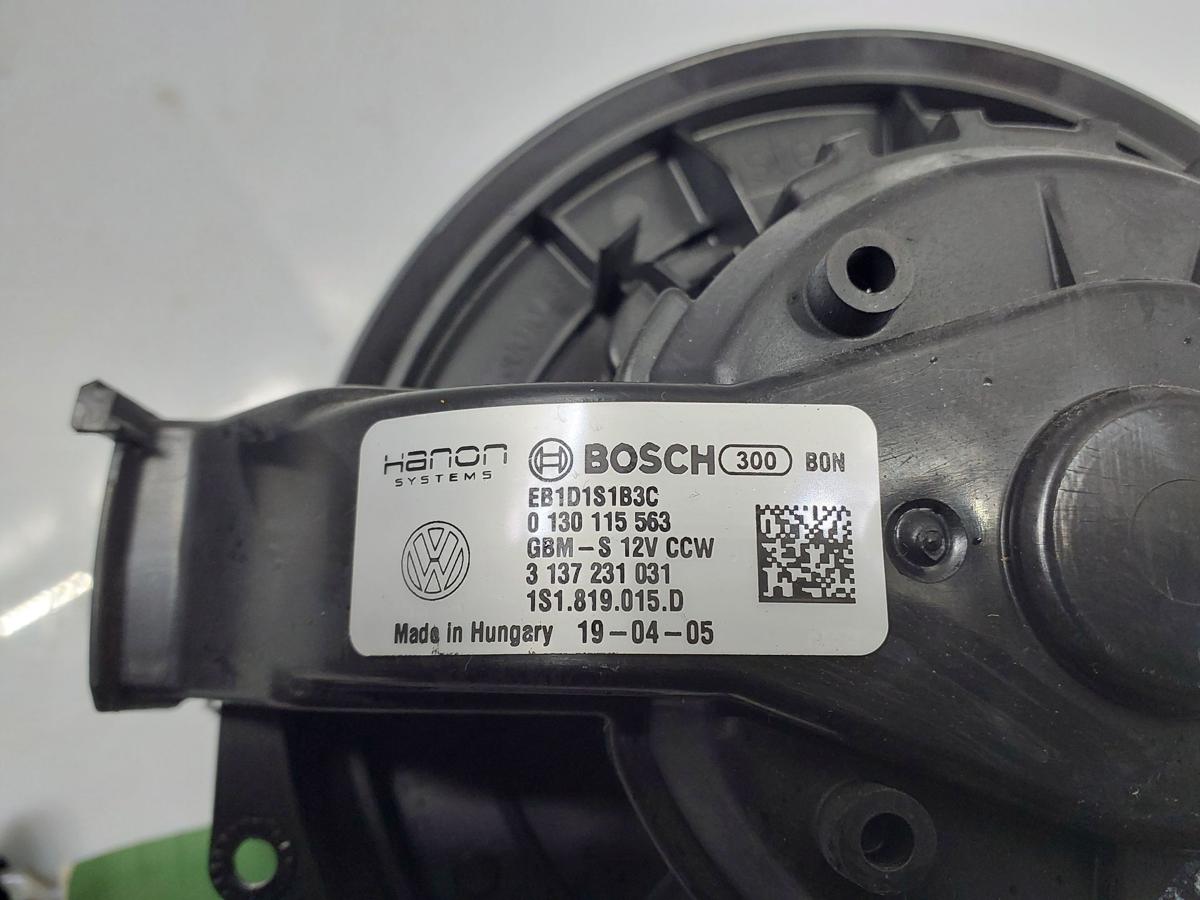 Hanon
SYSTEMS
BOSCH 300 BON
EB1D1S1B3C
0 130 115 563
GBM-S 12V CCW
3 137 231 031
1S1.819.015.D
Made in Hungary 19-04-05